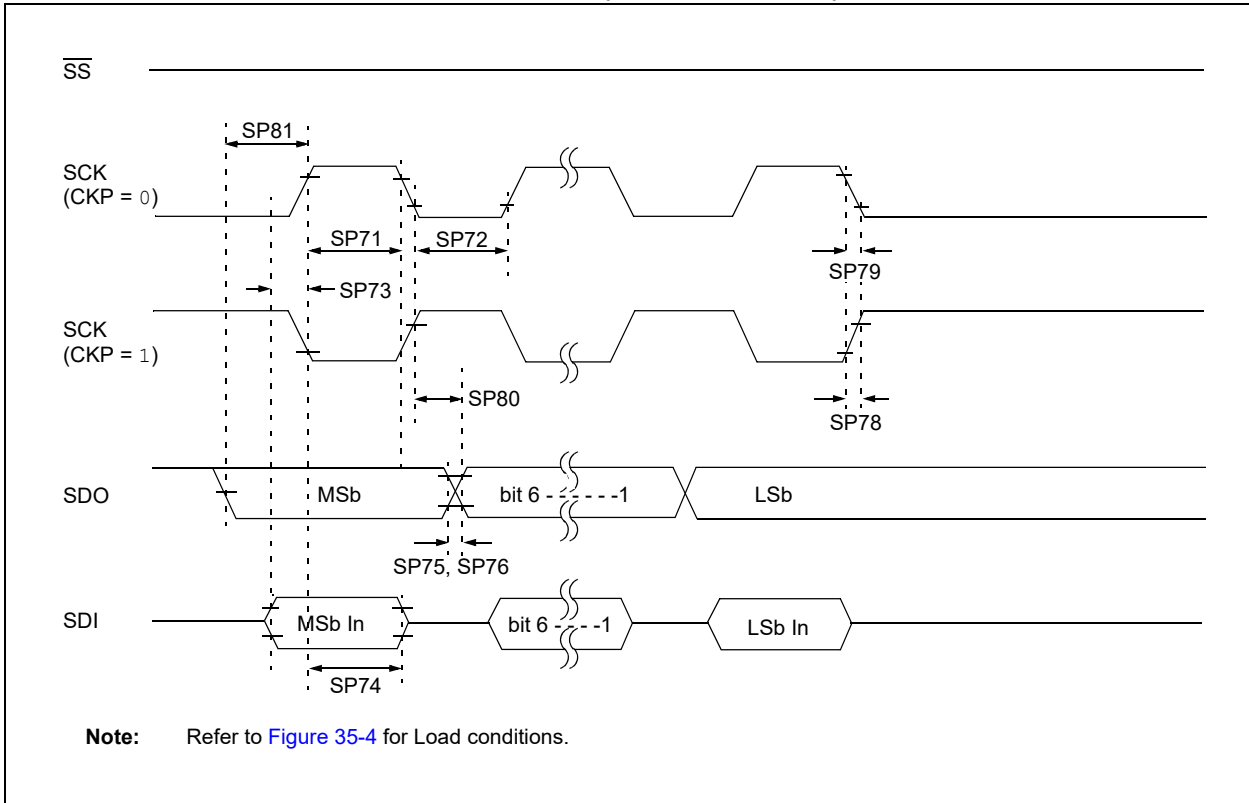 SS
SP81
SCK
(CKP = 0)
SP71
SP72
SP79
SP73
SCK
(CKP = 1)
SP80
SP78
SDO
MSb
bit 6 - - - - - -1
LSb
SP75, SP76
SDI
MSb In
bit 6 - - - -1
LSb In
SP74
Note: Refer to Figure 35-4 for Load conditions.